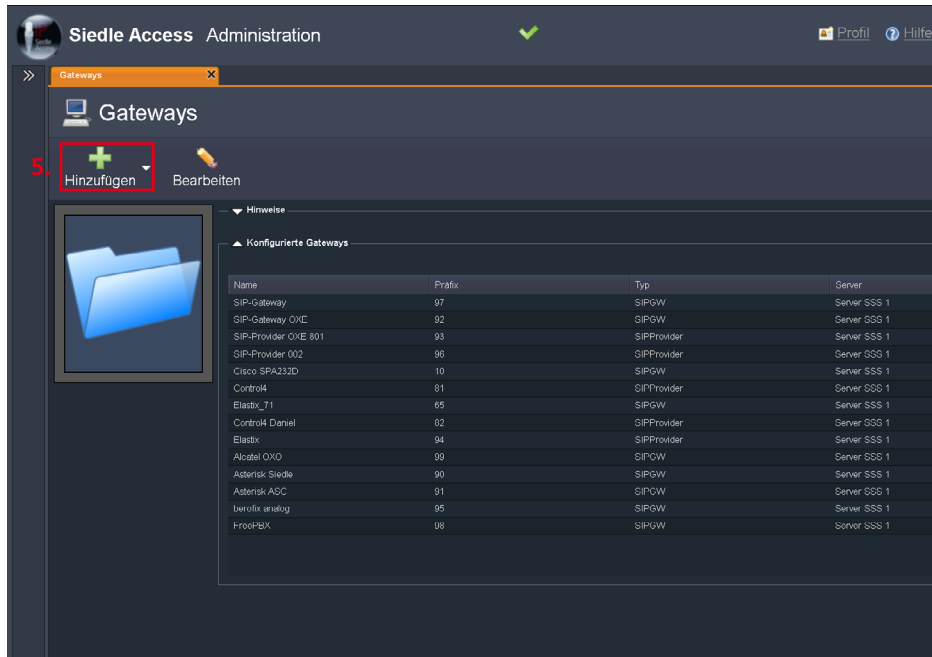 Siedle Access Administration
Profil
Hilfe
Gateways
Gateways
5.
Hinzufügen
Bearbeiten
Hinweise
Konfigurierte Gateways
Name Präfix Typ Server
SIP-Gateway 97 SIPGW Server SSS 1
SIP-Gateway OXE 92 SIPGW Server SSS 1
SIP-Provider OXE 801 93 SIPProvider Server SSS 1
SIP-Provider 002 96 SIPProvider Server SSS 1
Cisco SPA232D 10 SIPGW Server SSS 1
Control4 81 SIPProvider Server SSS 1
Elastix_71 65 SIPGW Server SSS 1
Control4 Daniel 82 SIPProvider Server SSS 1
Elastix 94 SIPProvider Server SSS 1
Alcatel OXO 99 SIPGW Server SSS 1
Asterisk Siedle 90 SIPGW Server SSS 1
Asterisk ASC 91 SIPGW Server SSS 1
berofix analog 95 SIPGW Server SSS 1
FreePBX 98 SIPGW Server SSS 1